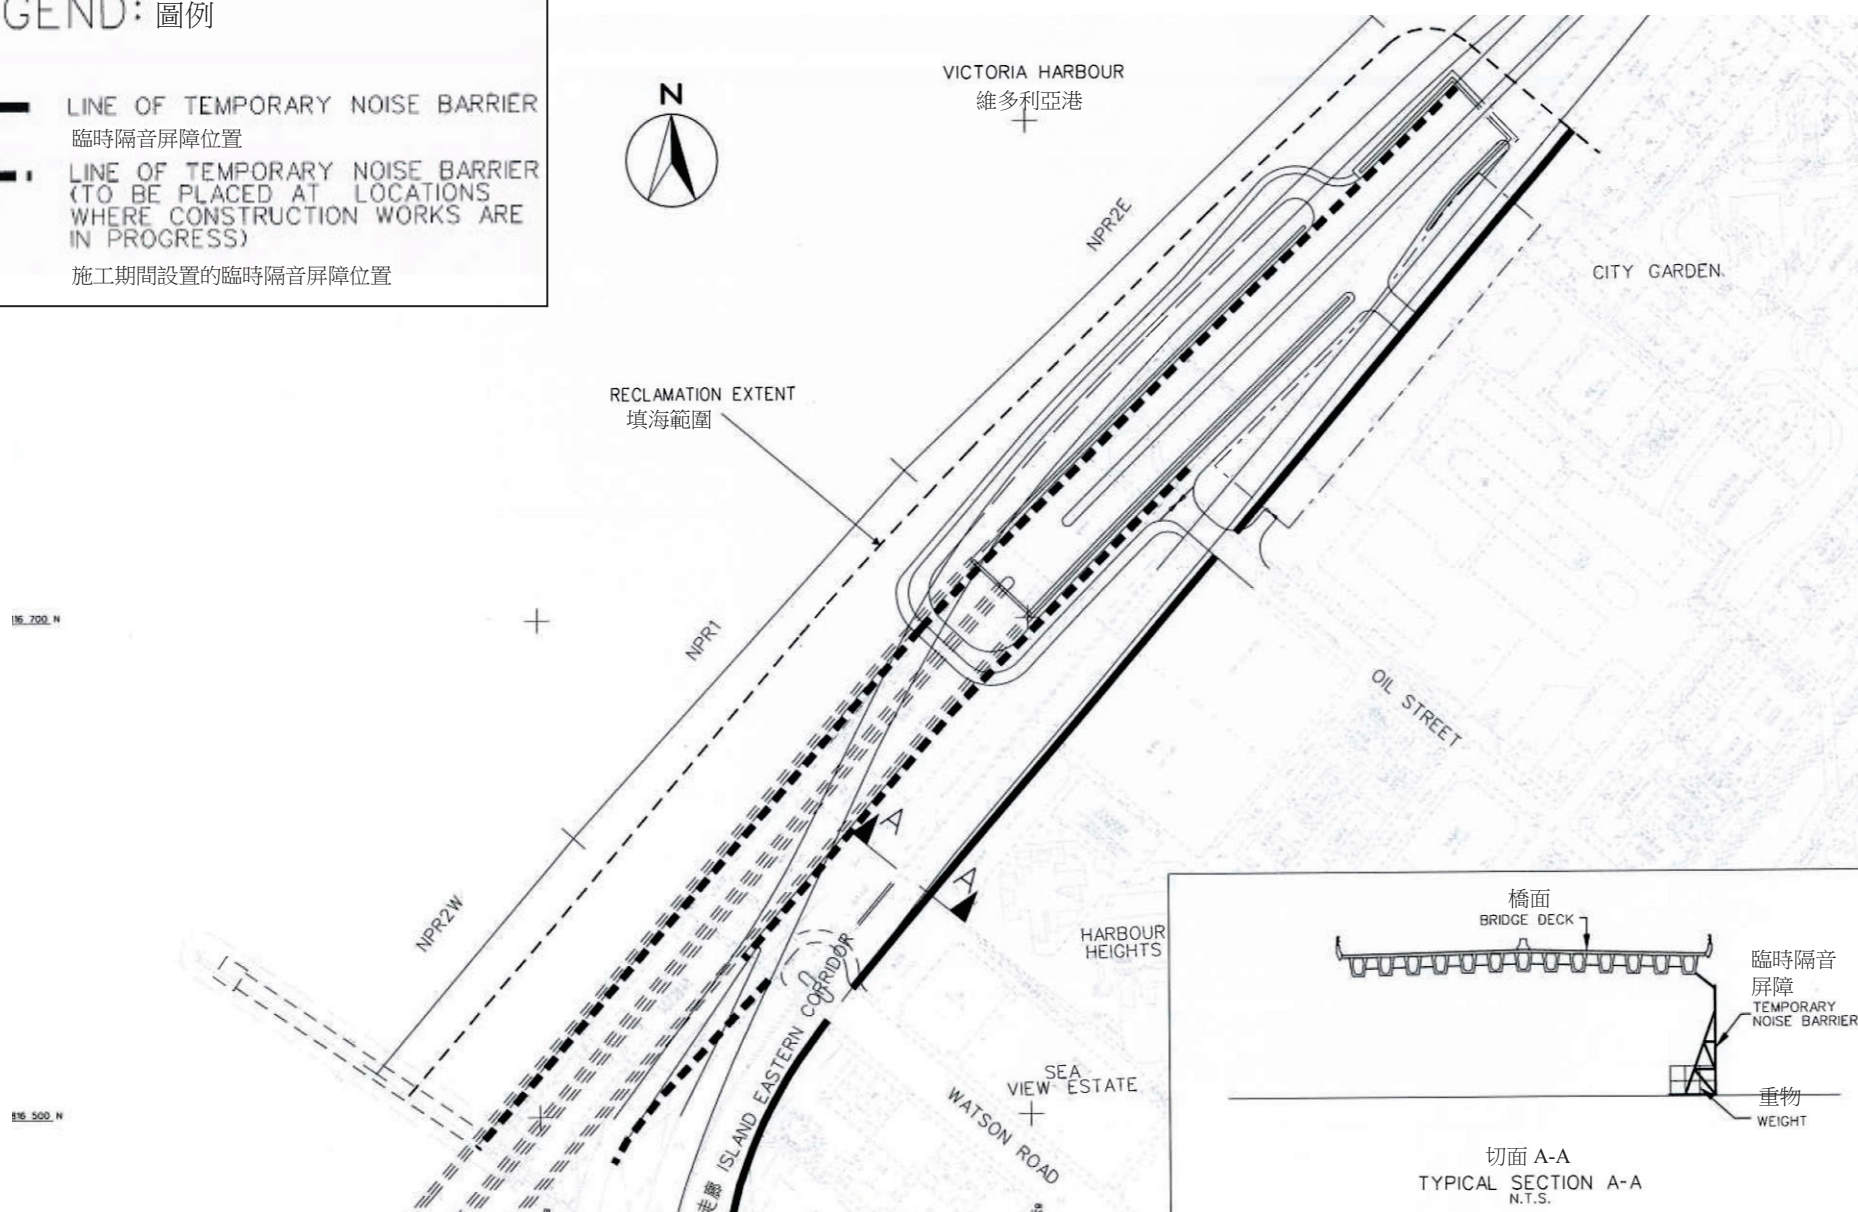 GEND: 圖例
LINE OF TEMPORARY NOISE BARRIER
臨時隔音屏障位置
LINE OF TEMPORARY NOISE BARRIER
(TO BE PLACED AT LOCATIONS
WHERE CONSTRUCTION WORKS ARE
IN PROGRESS)
施工期間設置的臨時隔音屏障位置
N
VICTORIA HARBOUR
維多利亞港
NPR2E
CITY GARDEN
RECLAMATION EXTENT
填海範圍
NPR1
16 700 N
OIL STREET
A
A
NPR2W
HARBOUR
HEIGHTS
SEA
VIEW ESTATE
WATSON ROAD
走廊 ISLAND EASTERN CORRIDOR
816 500 N
橋面
BRIDGE DECK
臨時隔音
屏障
TEMPORARY
NOISE BARRIER
重物
WEIGHT
切面 A-A
TYPICAL SECTION A-A
N.T.S.